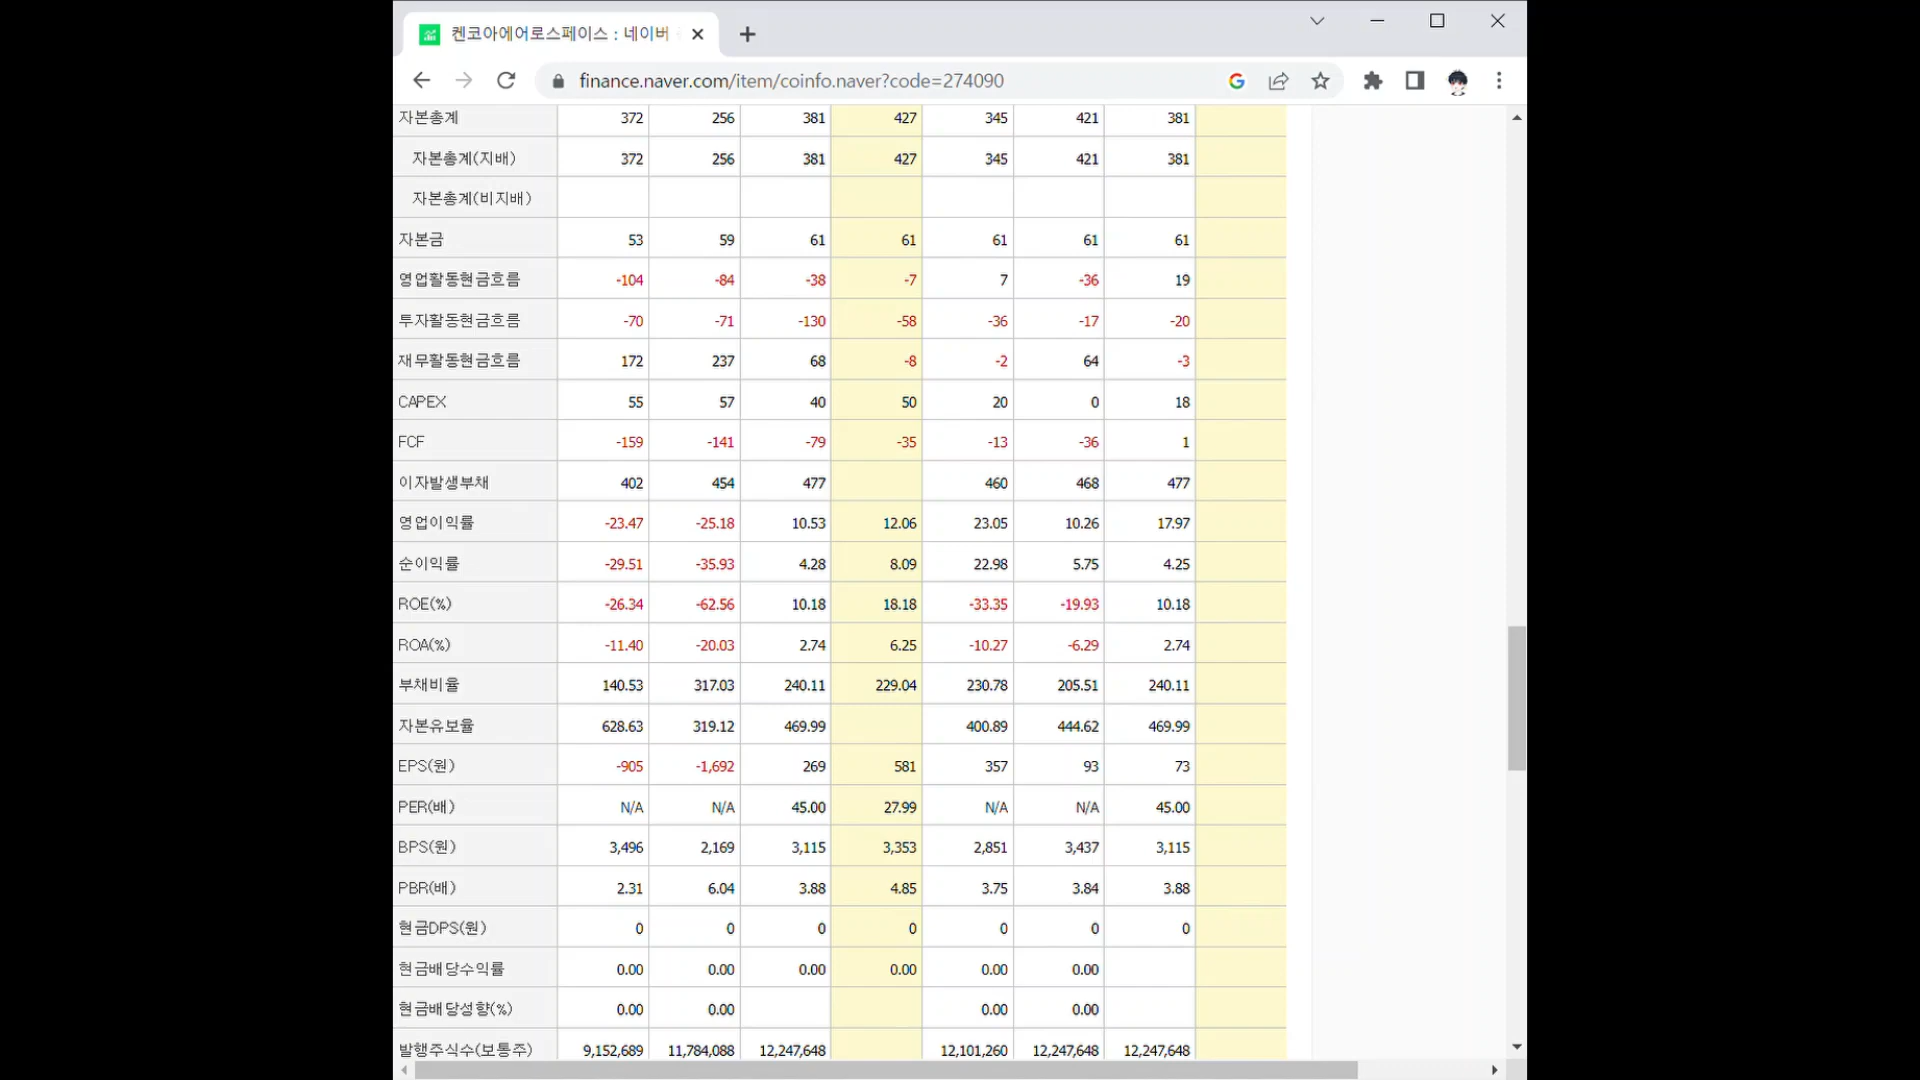 켄코아에어로스페이스 : 네이버
finance.naver.com/item/coinfo.naver?code=274090
자본총계 372 256 381 427 345 421 381
자본총계(지배) 372 256 381 427 345 421 381
자본총계(비지배)
자본금 53 59 61 61 61 61 61
영업활동현금흐름 -104 -84 -38 -7 7 -36 19
투자활동현금흐름 -70 -71 -130 -58 -36 -17 -20
재무활동현금흐름 172 237 68 -8 -2 64 -3
CAPEX 55 57 40 50 20 0 18
FCF -159 -141 -79 -35 -13 -36 1
이자발생부채 402 454 477 460 468 477
영업이익률 -23.47 -25.18 10.53 12.06 23.05 10.26 17.97
순이익률 -29.51 -35.93 4.28 8.09 22.98 5.75 4.25
ROE(%) -26.34 -62.56 10.18 18.18 -33.35 -19.93 10.18
ROA(%) -11.40 -20.03 2.74 6.25 -10.27 -6.29 2.74
부채비율 140.53 317.03 240.11 229.04 230.78 205.51 240.11
자본유보율 628.63 319.12 469.99 400.89 444.62 469.99
EPS(원) -905 -1,692 269 581 357 93 73
PER(배) N/A N/A 45.00 27.99 N/A N/A 45.00
BPS(원) 3,496 2,169 3,115 3,353 2,851 3,437 3,115
PBR(배) 2.31 6.04 3.88 4.85 3.75 3.84 3.88
현금DPS(원) 0 0 0 0 0 0 0
현금배당수익률 0.00 0.00 0.00 0.00 0.00 0.00
현금배당성향(%) 0.00 0.00 0.00 0.00
발행주식수(보통주) 9,152,689 11,784,088 12,247,648 12,101,260 12,247,648 12,247,648